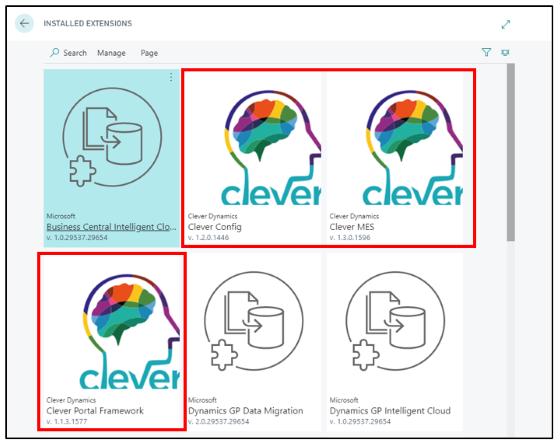 INSTALLED EXTENSIONS
Search Manage Page
clever
clever
Microsoft
Business Central Intelligent Clo...
v. 1.0.29537.29654
Clever Dynamics
Clever Config
v. 1.2.0.1446
Clever Dynamics
Clever MES
v. 1.3.0.1596
clever
Clever Dynamics
Clever Portal Framework
v. 1.1.3.1577
Microsoft
Dynamics GP Data Migration
v. 2.0.29537.29654
Microsoft
Dynamics GP Intelligent Cloud
v. 1.0.29537.29654